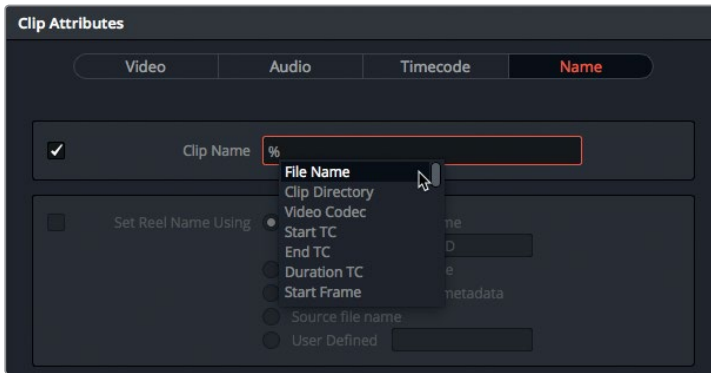 Clip Attributes
Video Audio Timecode Name
Clip Name %
File Name
Clip Directory
Video Codec
Set Reel Name Using
Start TC
End TC
Duration TC
Start Frame metadata
Source file name
User Defined